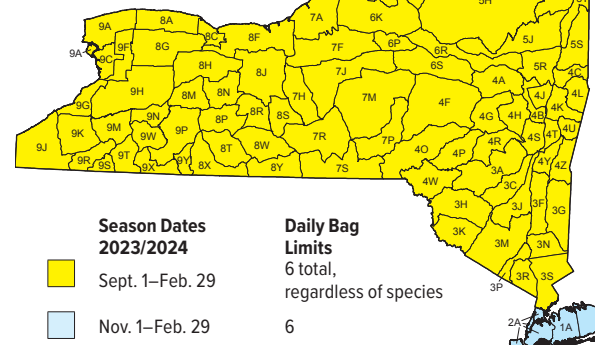 5H
7A 6K
9A 8A
8C 8F
9A 9F 8G 7F 6P 6R 5J 5S
9C
8H 8J 7J 6S 5R 4C
9H 8M 8N 7H 7M 4F 4A 4J 4L
9G 8R 8S 4G 4H 4B 4K
9N 8P
9J 9K 9M 9W 9P 7R 7P 4R 4S 4T 4U
8T 8W 4O 4P 4Y 4Z
9R 9S 9T 9X 9Y 8X 8Y 7S 3A
4W 3C
3H 3J 3F 3G
3K 3M 3N
3P 3R 3S
2A 1A
Season Dates
2023/2024
Daily Bag
Limits
Sept. 1–Feb. 29
6 total,
regardless of species
Nov. 1–Feb. 29 6